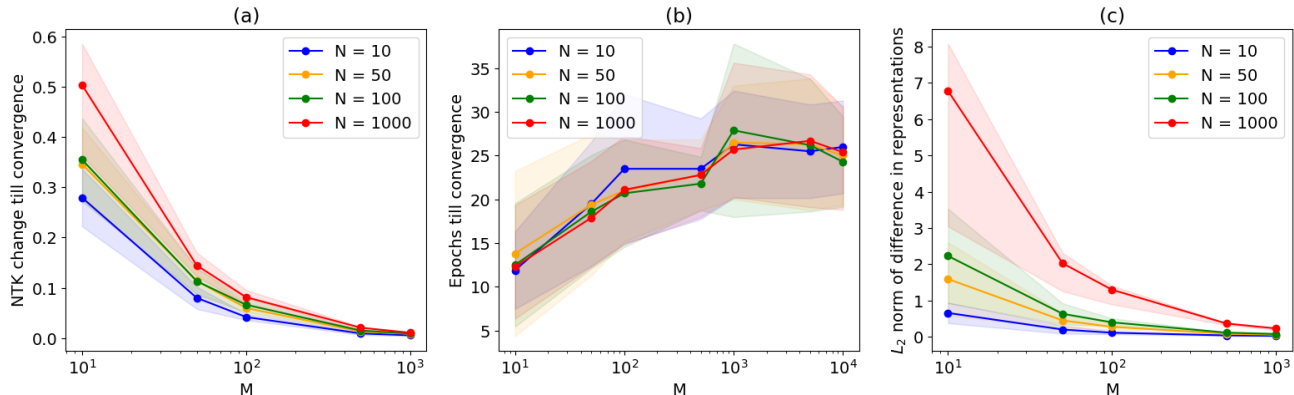 (a)
NTK change till convergence
0.6
0.5
0.4
0.3
0.2
0.1
0.0
N = 10
N = 50
N = 100
N = 1000
10¹
10²
10³
M
(b)
Epochs till convergence
35
30
25
20
15
10
5
N = 10
N = 50
N = 100
N = 1000
10¹
10²
10³
10⁴
M
(c)
L₂ norm of difference in representations
8
7
6
5
4
3
2
1
0
N = 10
N = 50
N = 100
N = 1000
10¹
10²
10³
M